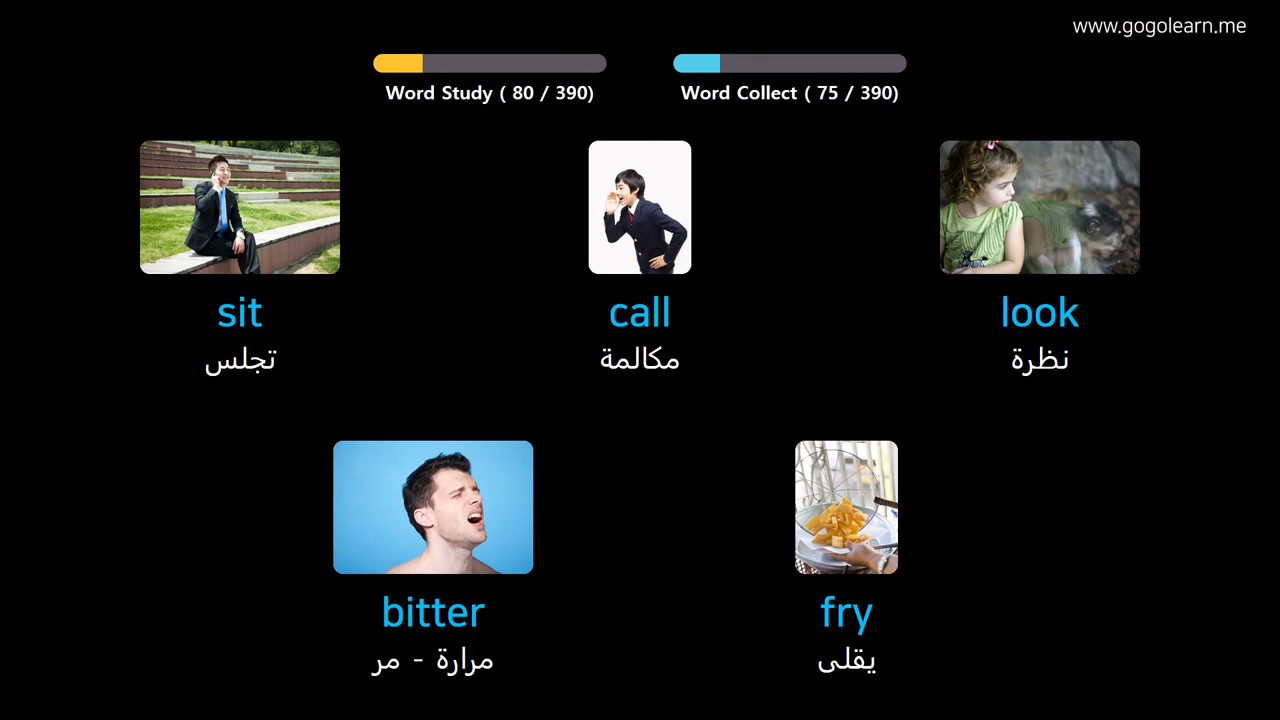 www.gogolearn.me
Word Study ( 80 / 390)
Word Collect ( 75 / 390)
sit
تجلس
call
مكالمة
look
نظرة
bitter
مرارة - مر
fry
يقلى